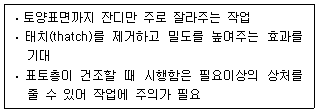 · 토양표면까지 잔디만 주로 잘라주는 작업
· 태치(thatch)를 제거하고 밀도를 높여주는 효과를
기대
· 표토층이 건조할 때 시행함은 필요이상의 상처를
줄 수 있어 작업에 주의가 필요